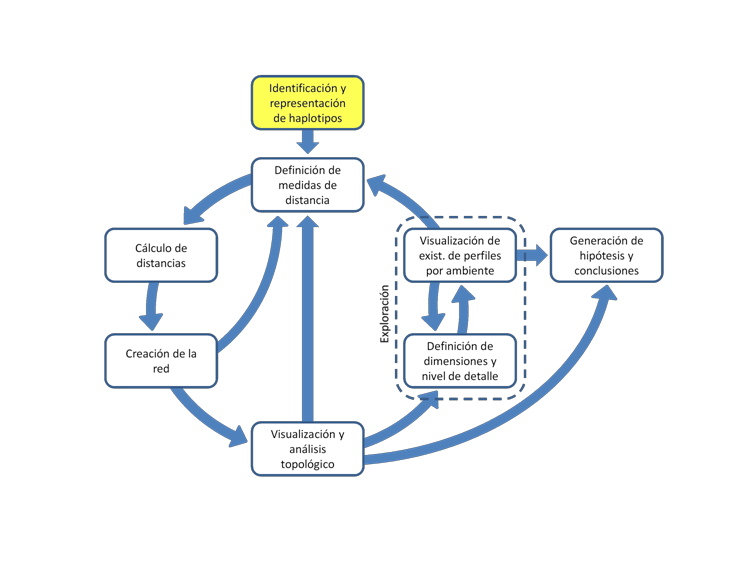 Identificación y
representación
de haplotipos
Definición de
medidas de
distancia
Cálculo de
distancias
Visualización de
exist. de perfiles
por ambiente
Generación de
hipótesis y
conclusiones
Exploración
Creación de la
red
Definición de
dimensiones y
nivel de detalle
Visualización y
análisis
topológico